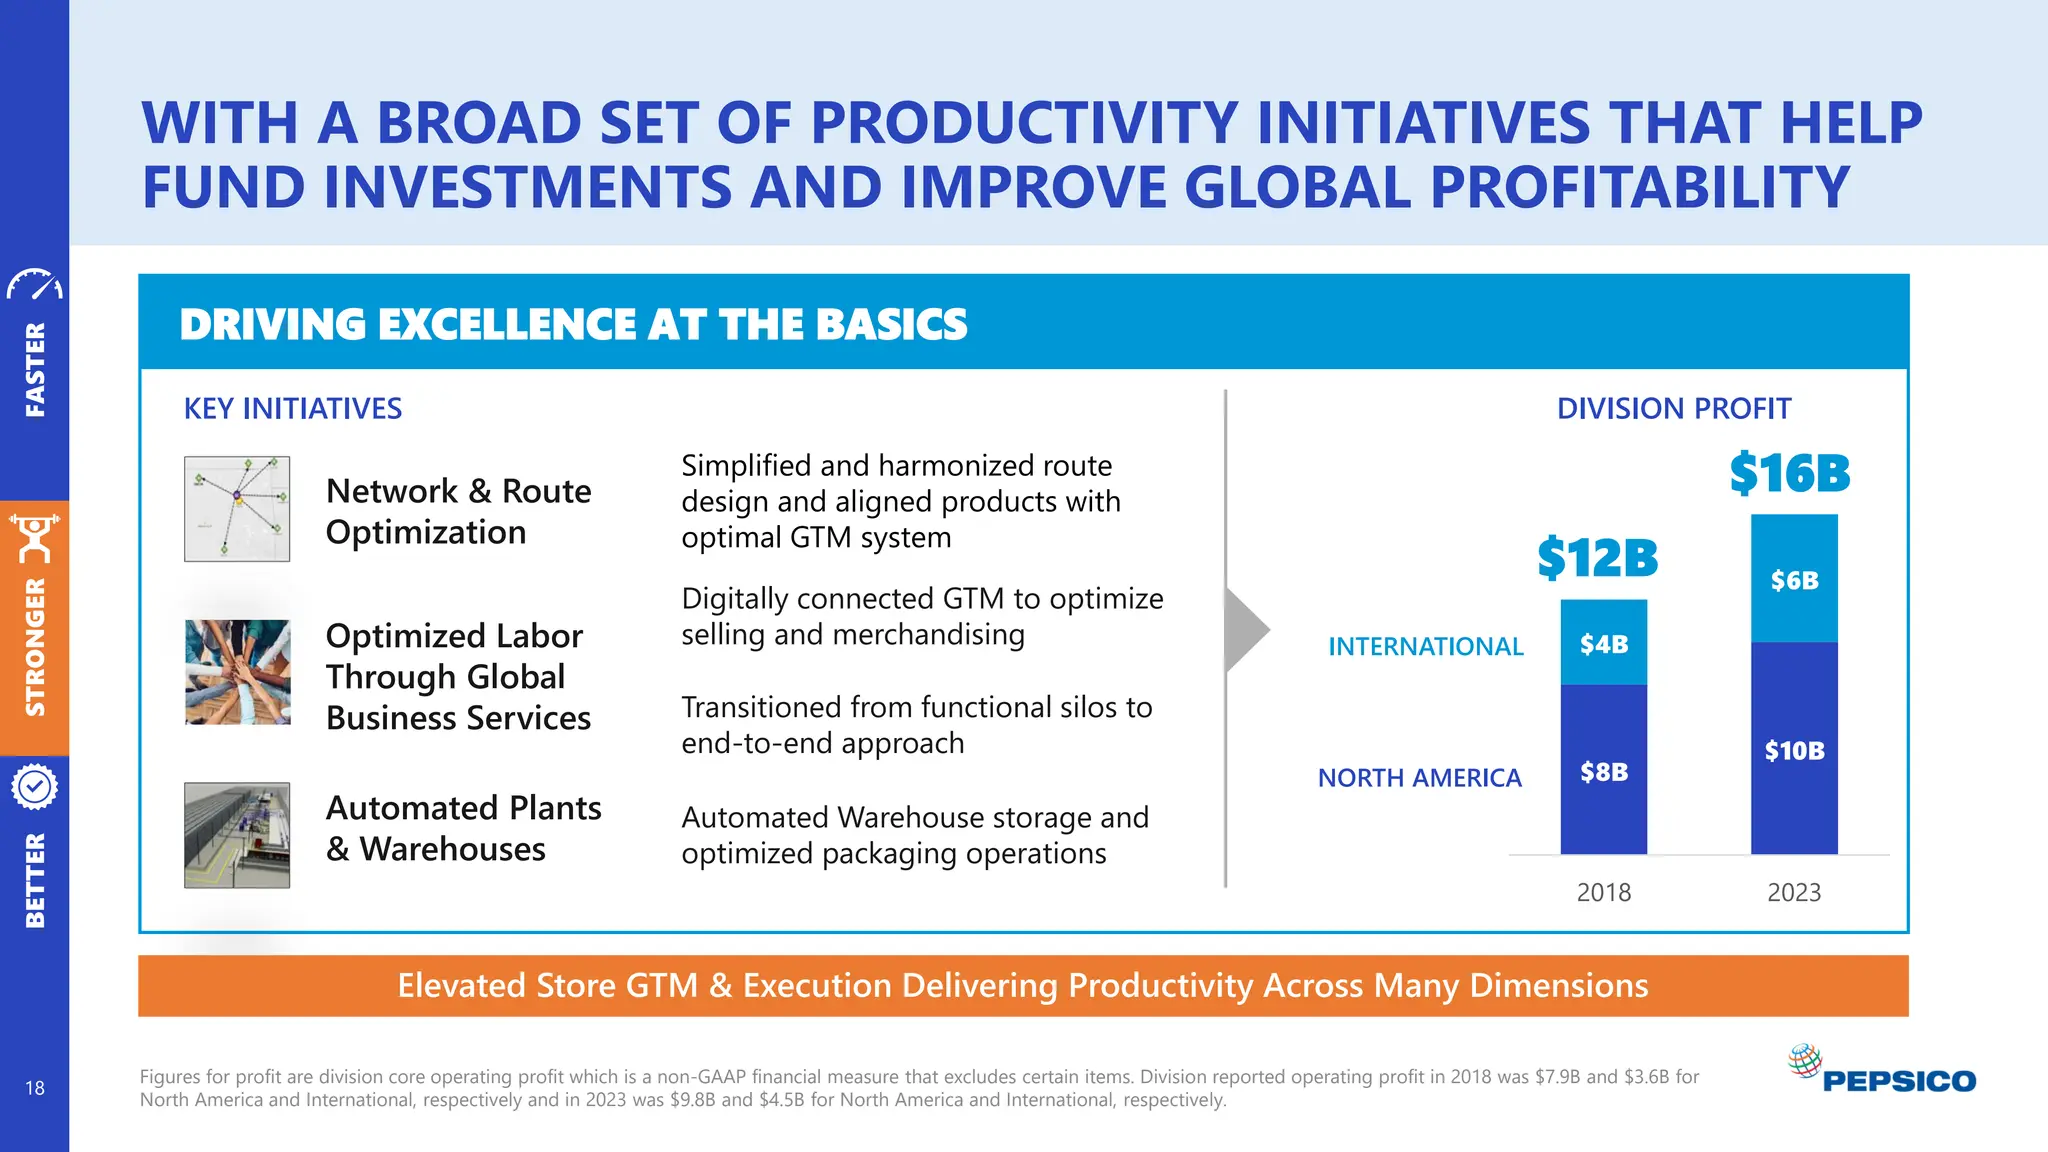 WITH A BROAD SET OF PRODUCTIVITY INITIATIVES THAT HELP
FUND INVESTMENTS AND IMPROVE GLOBAL PROFITABILITY
FASTER
STRONGER
BETTER
18
DRIVING EXCELLENCE AT THE BASICS
KEY INITIATIVES
Network & Route
Optimization
Simplified and harmonized route
design and aligned products with
optimal GTM system
Digitally connected GTM to optimize
selling and merchandising
Optimized Labor
Through Global
Business Services
Transitioned from functional silos to
end-to-end approach
Automated Plants
& Warehouses
Automated Warehouse storage and
optimized packaging operations
DIVISION PROFIT
$16B
$12B
$6B
INTERNATIONAL
$4B
$10B
NORTH AMERICA
$8B
2018
2023
Elevated Store GTM & Execution Delivering Productivity Across Many Dimensions
Figures for profit are division core operating profit which is a non-GAAP financial measure that excludes certain items. Division reported operating profit in 2018 was $7.9B and $3.6B for
North America and International, respectively and in 2023 was $9.8B and $4.5B for North America and International, respectively.
PEPSICO